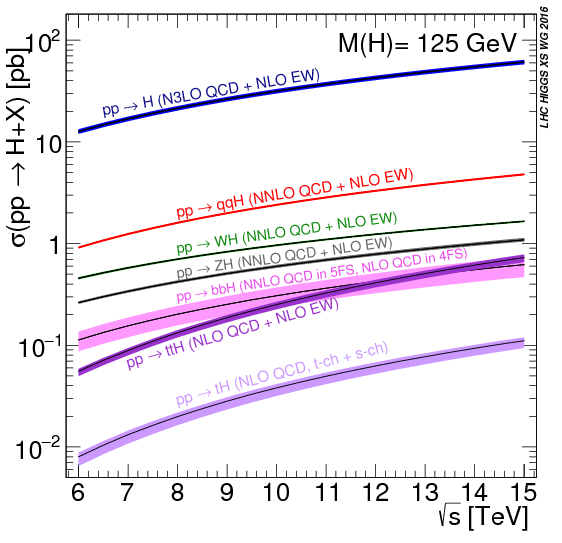 LHC HIGGS XS WG 2016
σ(pp → H+X) [pb]
M(H)= 125 GeV
10²
pp → H (N3LO QCD + NLO EW)
10
pp → qqH (NNLO QCD + NLO EW)
pp → WH (NNLO QCD + NLO EW)
1
pp → ZH (NNLO QCD + NLO EW)
pp → bbH (NNLO QCD in 5FS, NLO QCD in 4FS)
10⁻¹
pp → ttH (NLO QCD + NLO EW)
pp → tH (NLO QCD, t-ch + s-ch)
10⁻²
6 7 8 9 10 11 12 13 14 15
√s [TeV]